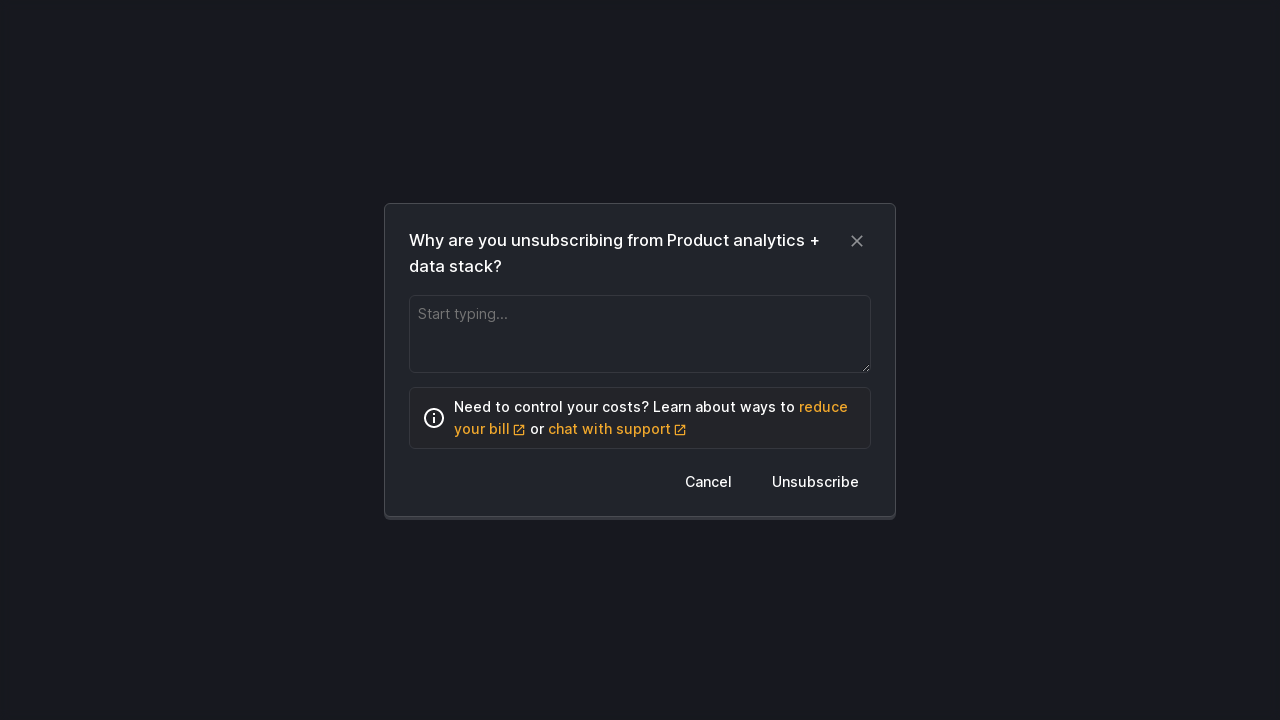 Why are you unsubscribing from Product analytics +
data stack?
Start typing...
Need to control your costs? Learn about ways to reduce
your bill or chat with support
Cancel
Unsubscribe